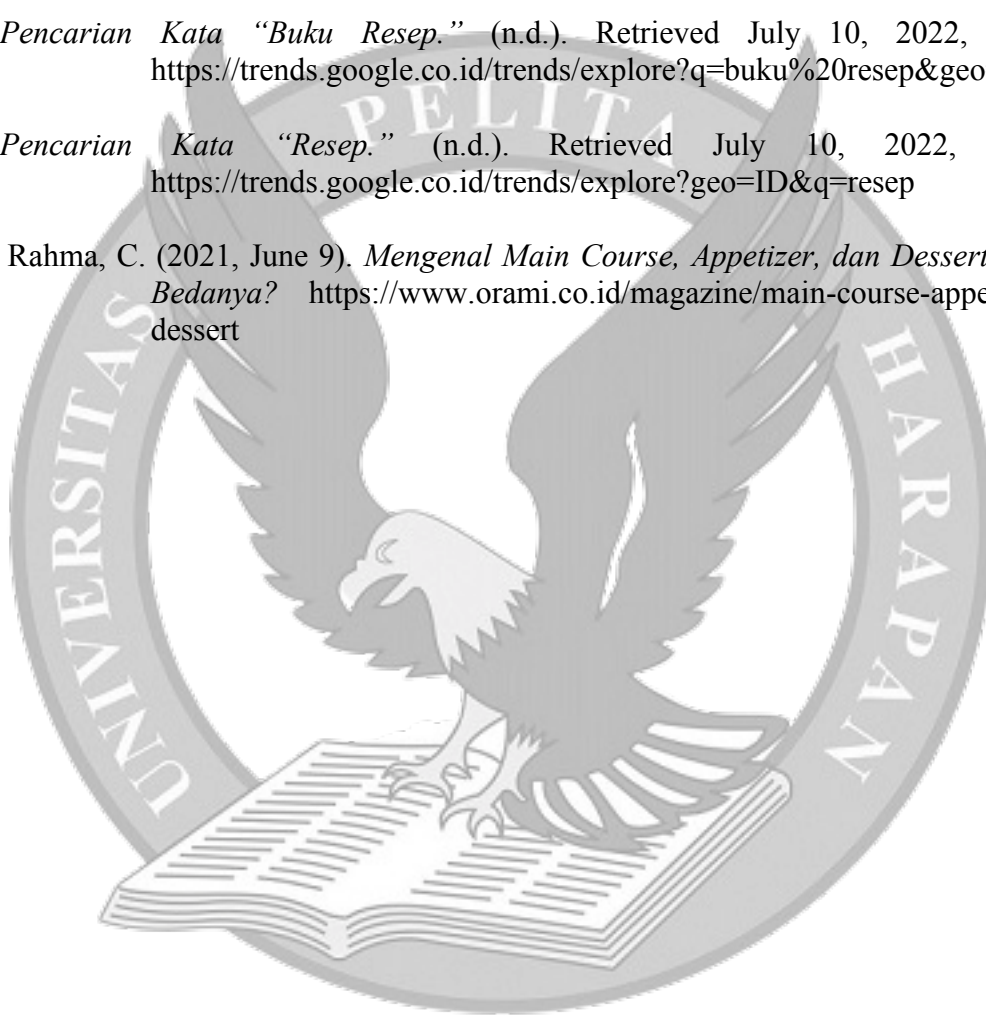 Pencarian Kata “Buku Resep.” (n.d.). Retrieved July 10, 2022,
https://trends.google.co.id/trends/explore?q=buku%20resep&geo
Pencarian Kata “Resep.” (n.d.). Retrieved July 10, 2022,
https://trends.google.co.id/trends/explore?geo=ID&q=resep
Rahma, C. (2021, June 9). Mengenal Main Course, Appetizer, dan Dessert
Bedanya? https://www.orami.co.id/magazine/main-course-appe
dessert
UNIVERSITAS PELITA HARAPAN